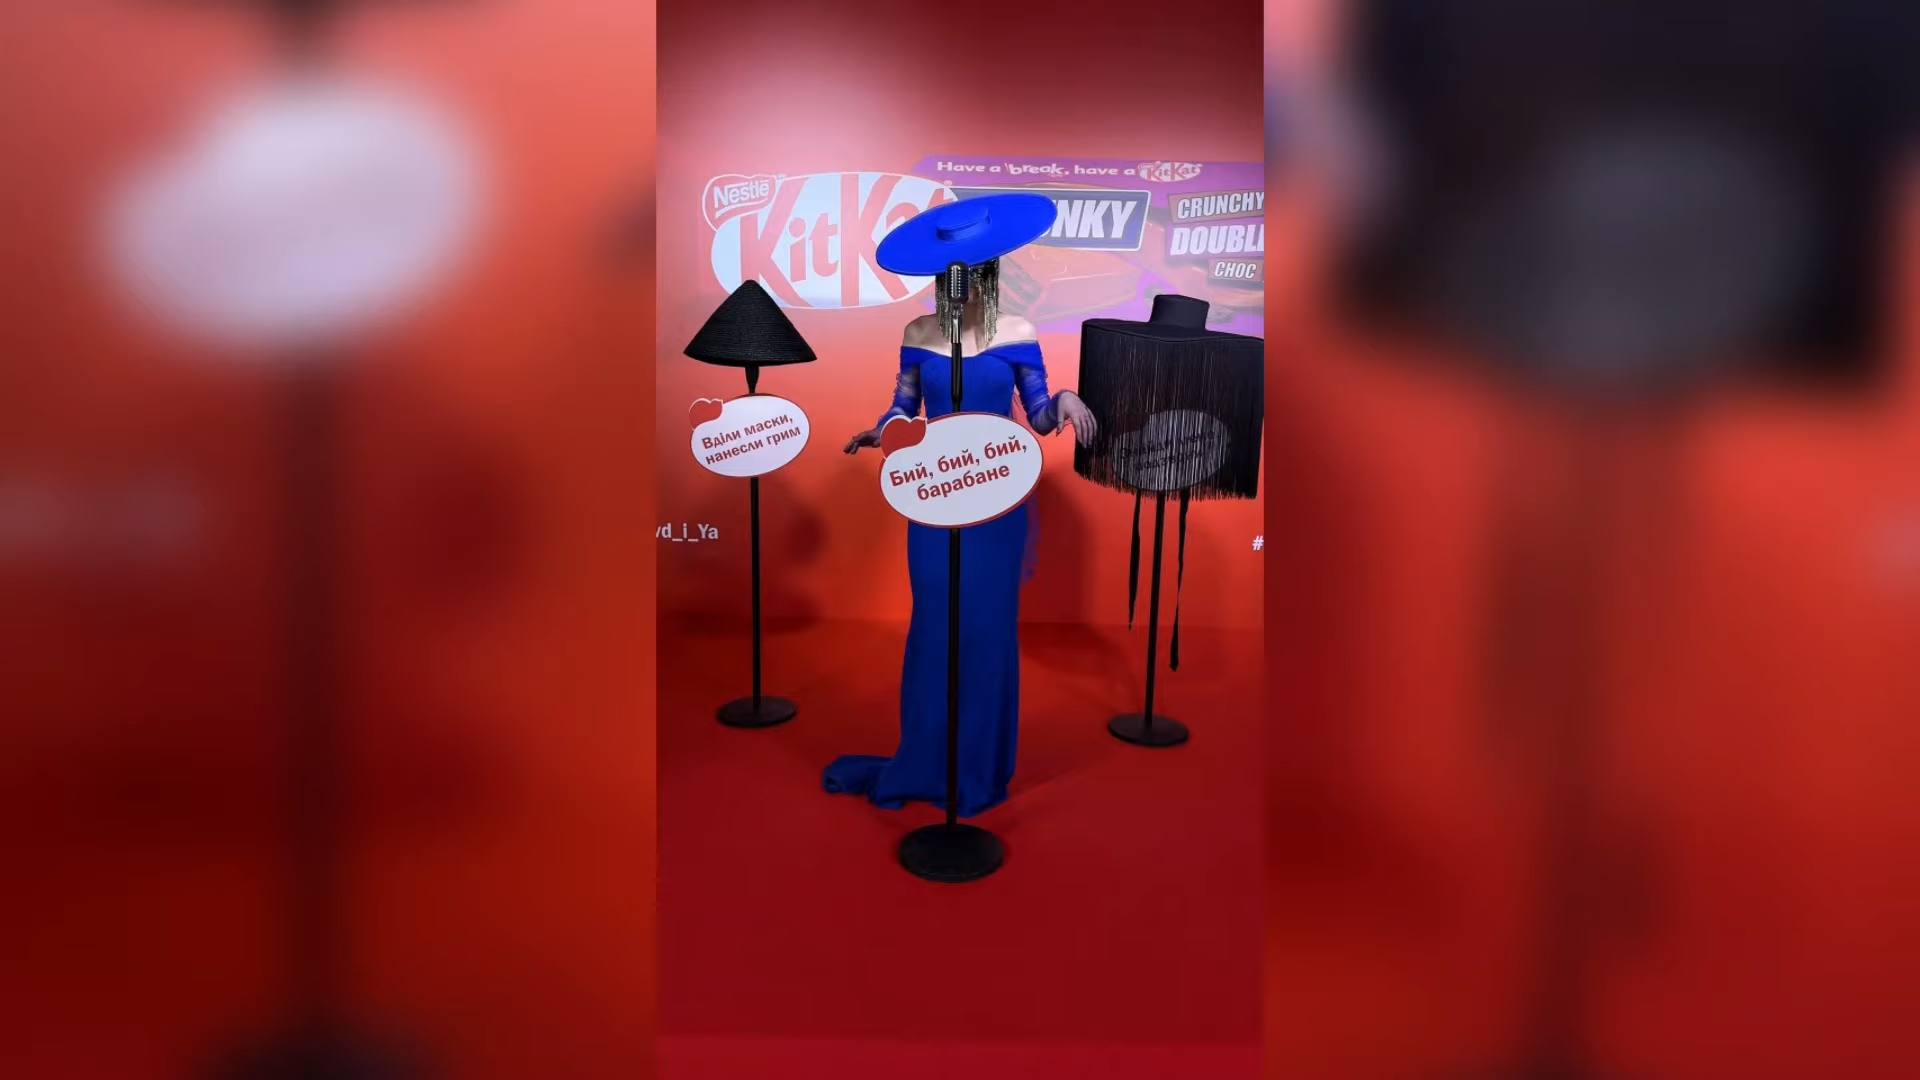 Have a break, have a KitKat
Nestlé
KitKat
NKY
CRUNCHY
DOUBL
CHOC
Вділи маски,
нанесли грим
Бий, бий, бий,
барабане
vd_i_Ya
#